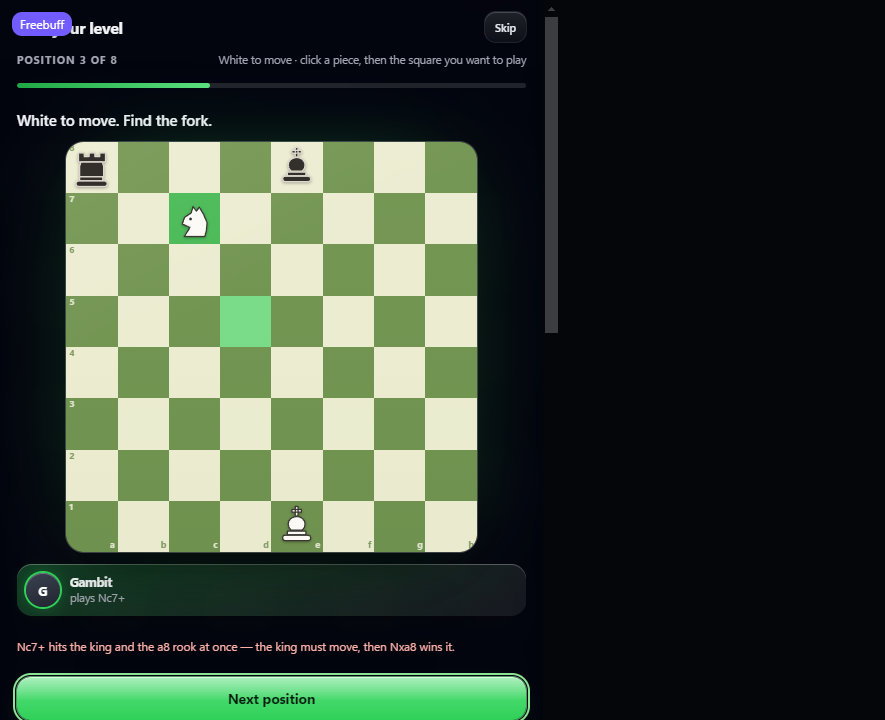 Freebuff
ur level
Skip
POSITION 3 OF 8
White to move · click a piece, then the square you want to play
White to move. Find the fork.
8
7
6
5
4
3
2
1
a b c d e f g h
G
Gambit
plays Nc7+
Nc7+ hits the king and the a8 rook at once — the king must move, then Nxa8 wins it.
Next position